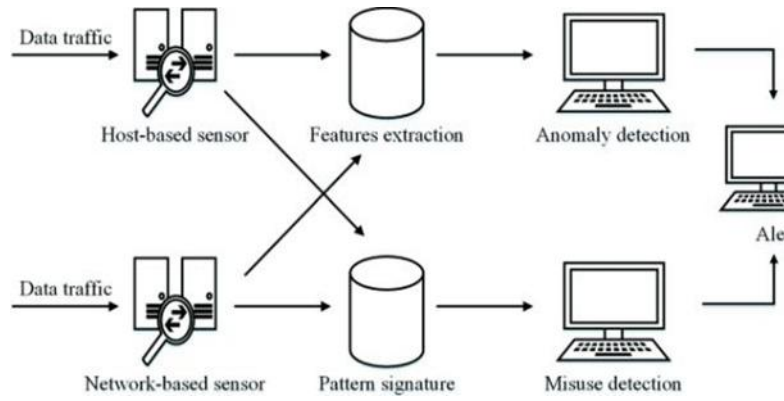 Data traffic
Host-based sensor
Features extraction
Anomaly detection
Data traffic
Network-based sensor
Pattern signature
Misuse detection